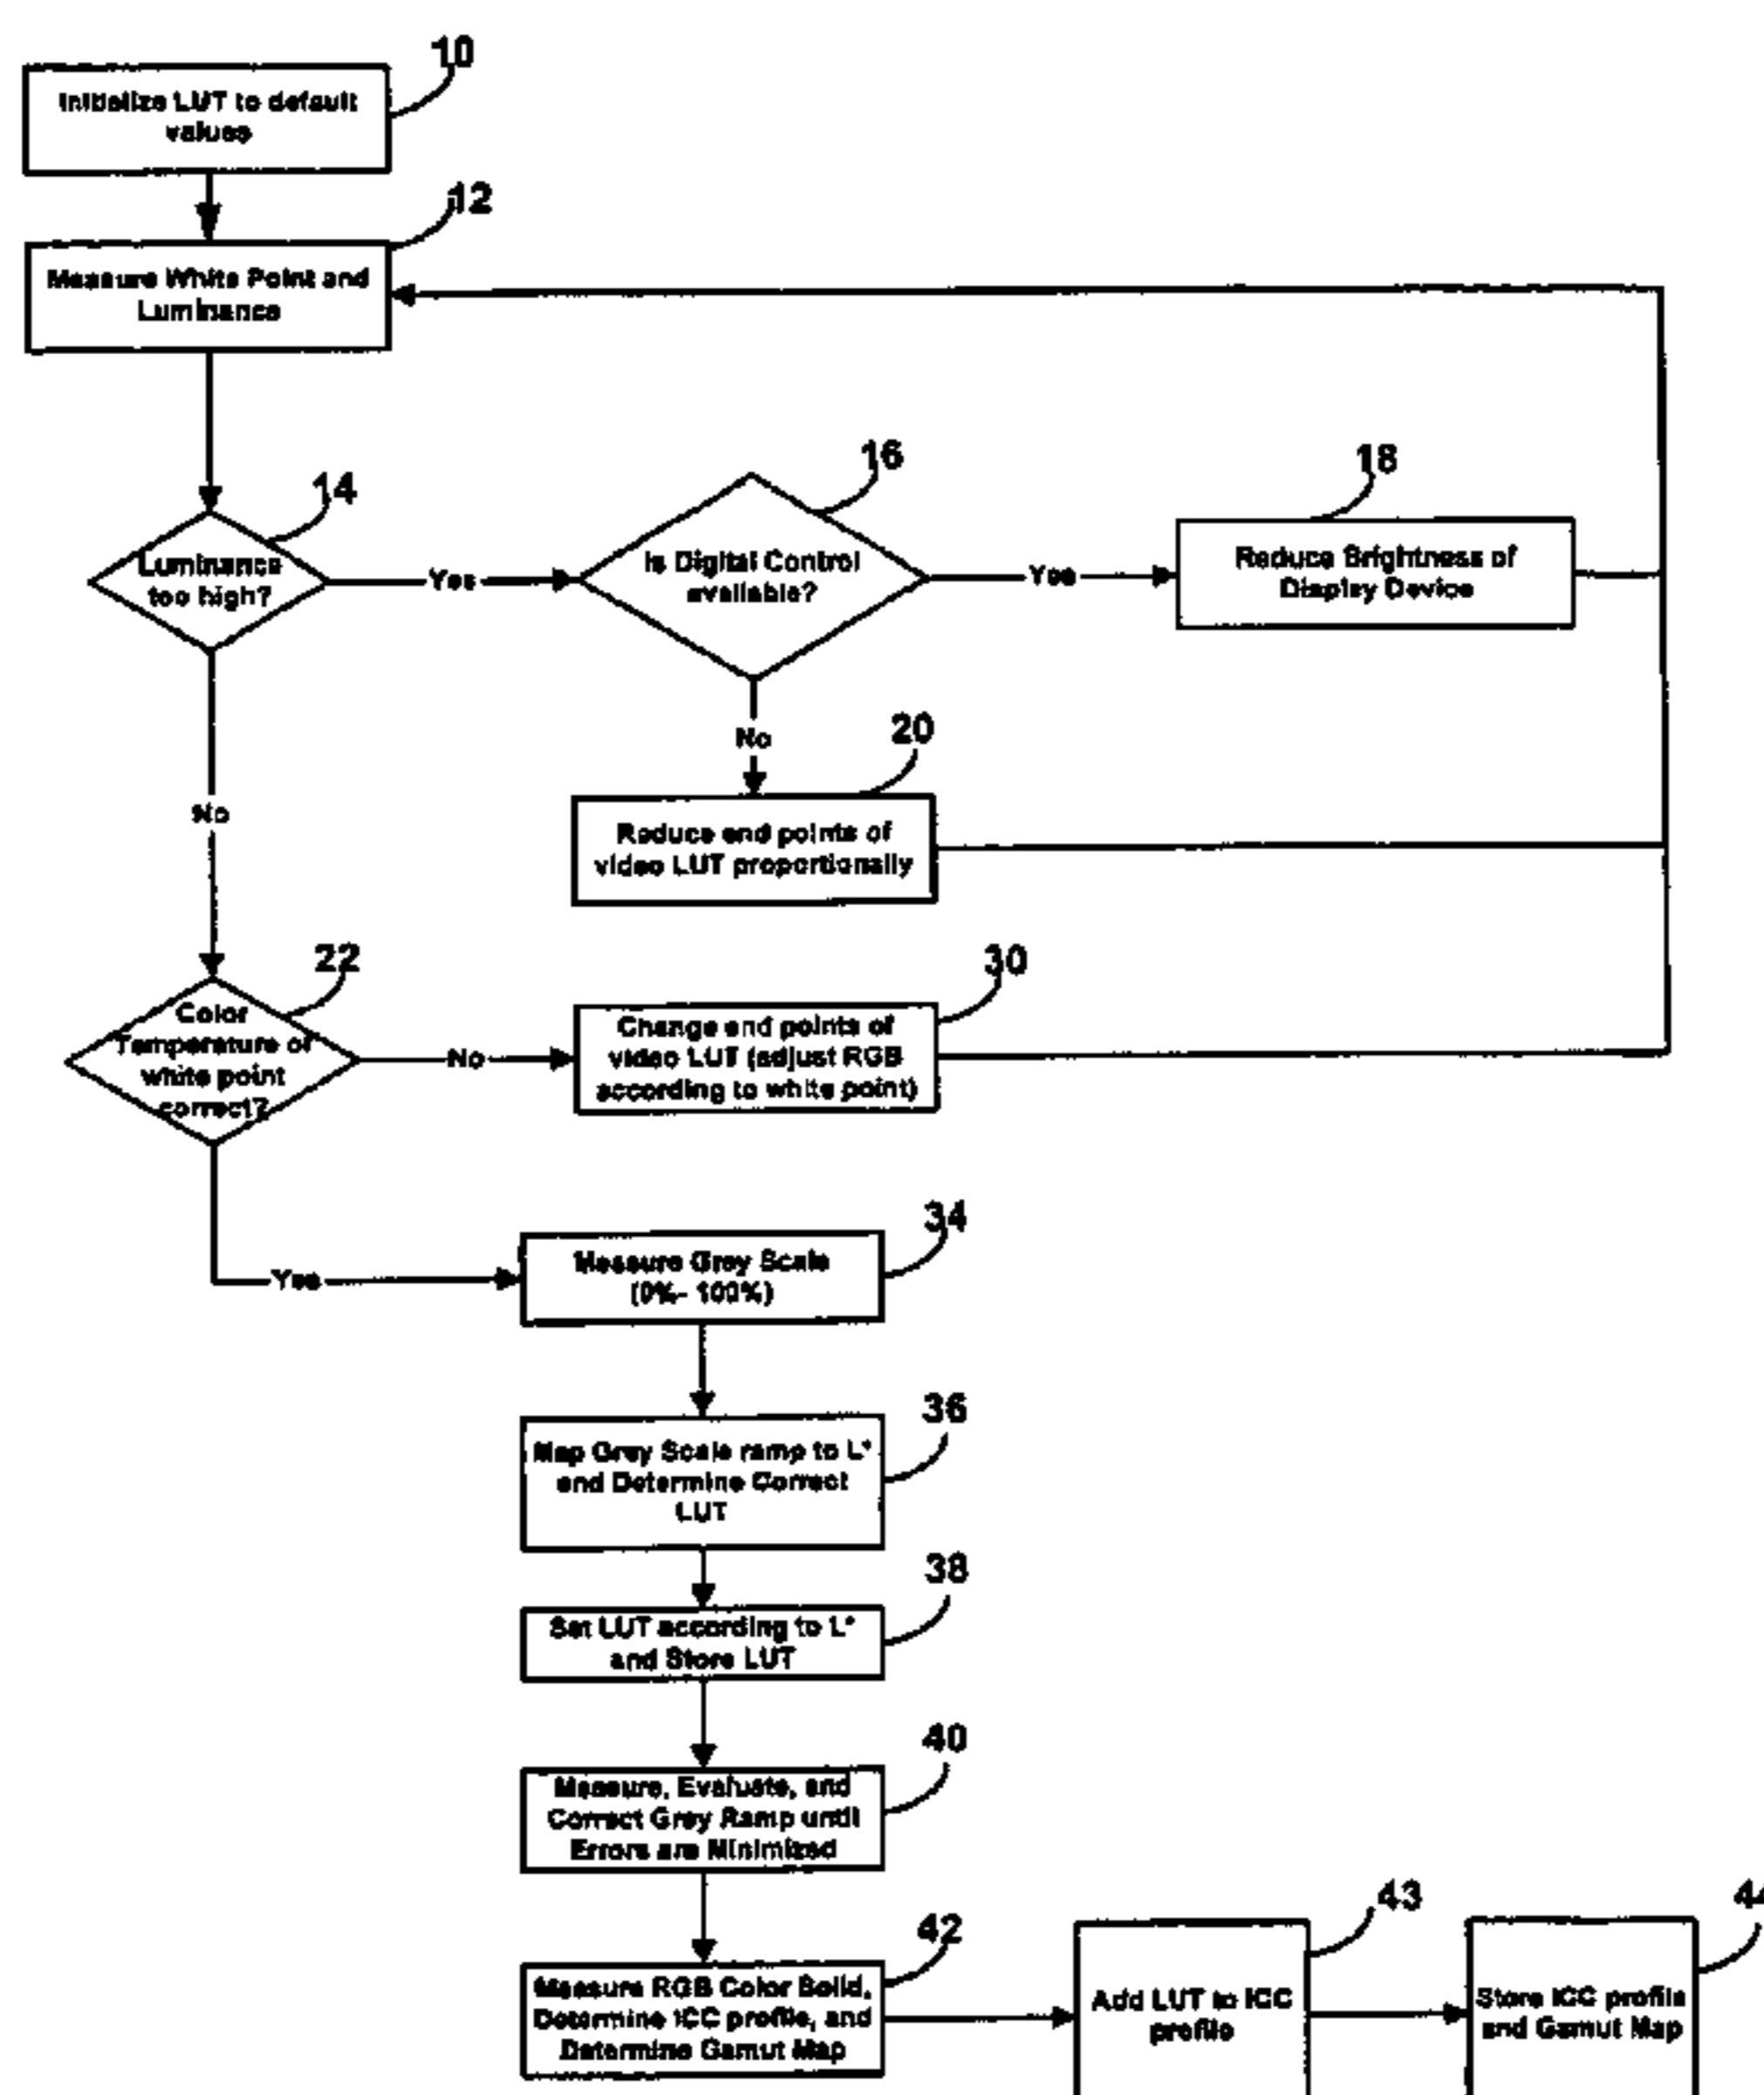 10
Initialize LUT to default
values
12
Measure White Point and
Luminance
14
Luminance
too high?
Yes
16
Is Digital Control
available?
Yes
18
Reduce Brightness of
Display Device
No
20
Reduce end points of
video LUT proportionally
No
22
Color
Temperature of
white point
correct?
No
30
Change end points of
video LUT (adjust RGB
according to white point)
Yes
34
Measure Grey Scale
(0%- 100%)
36
Map Grey Scale ramp to L*
and Determine Correct
LUT
38
Set LUT according to L*
and Store LUT
40
Measure, Evaluate, and
Correct Grey Ramp until
Errors are Minimized
42
Measure RGB Color Solid,
Determine ICC profile, and
Determine Gamut Map
43
Add LUT to ICC
profile
44
Store ICC profile
and Gamut Map